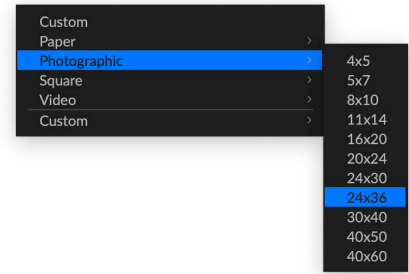 Custom
Paper
Photographic
Square
Video
Custom
4x5
5x7
8x10
11x14
16x20
20x24
24x30
24x36
30x40
40x50
40x60